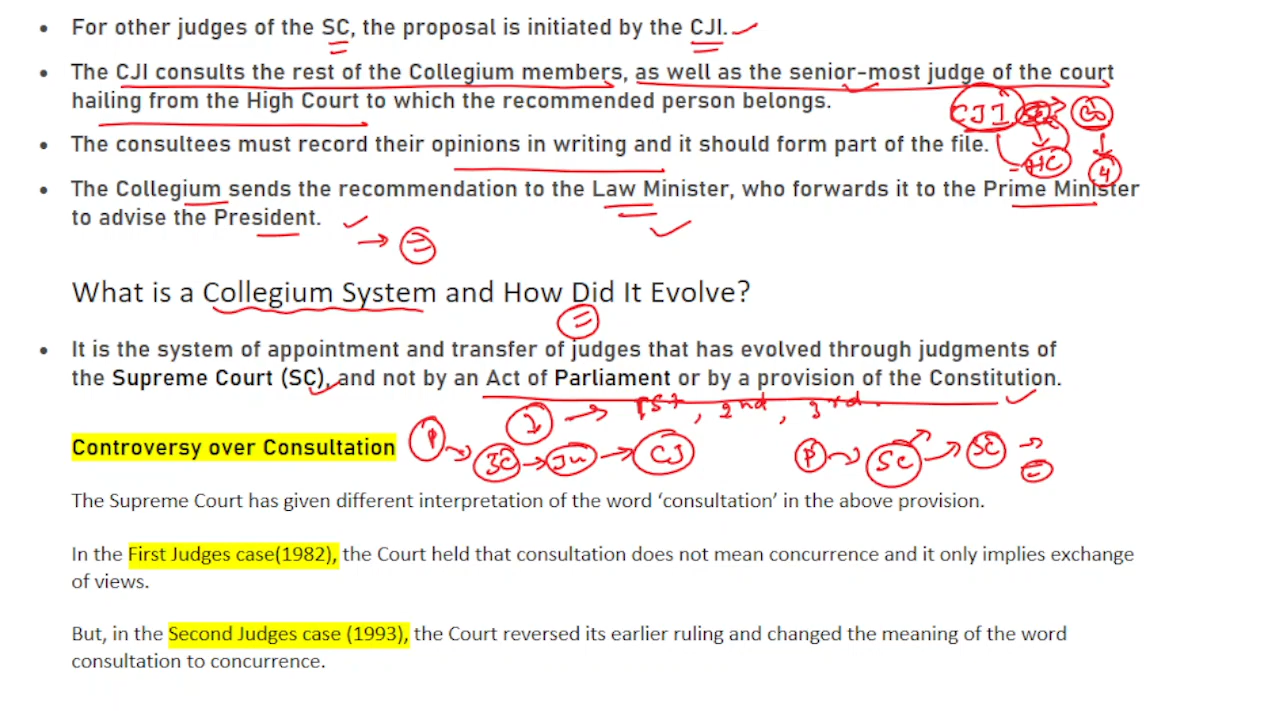 • For other judges of the SC, the proposal is initiated by the CJI.
• The CJI consults the rest of the Collegium members, as well as the senior-most judge of the court
hailing from the High Court to which the recommended person belongs.
CJI
• The consultees must record their opinions in writing and it should form part of the file.
HC
4
• The Collegium sends the recommendation to the Law Minister, who forwards it to the Prime Minister
to advise the President.
What is a Collegium System and How Did It Evolve?
• It is the system of appointment and transfer of judges that has evolved through judgments of
the Supreme Court (SC), and not by an Act of Parliament or by a provision of the Constitution.
1st, 2nd, 3rd
Controversy over Consultation
P SC Ju CJ P SC SC
The Supreme Court has given different interpretation of the word ‘consultation’ in the above provision.
In the First Judges case(1982), the Court held that consultation does not mean concurrence and it only implies exchange
of views.
But, in the Second Judges case (1993), the Court reversed its earlier ruling and changed the meaning of the word
consultation to concurrence.